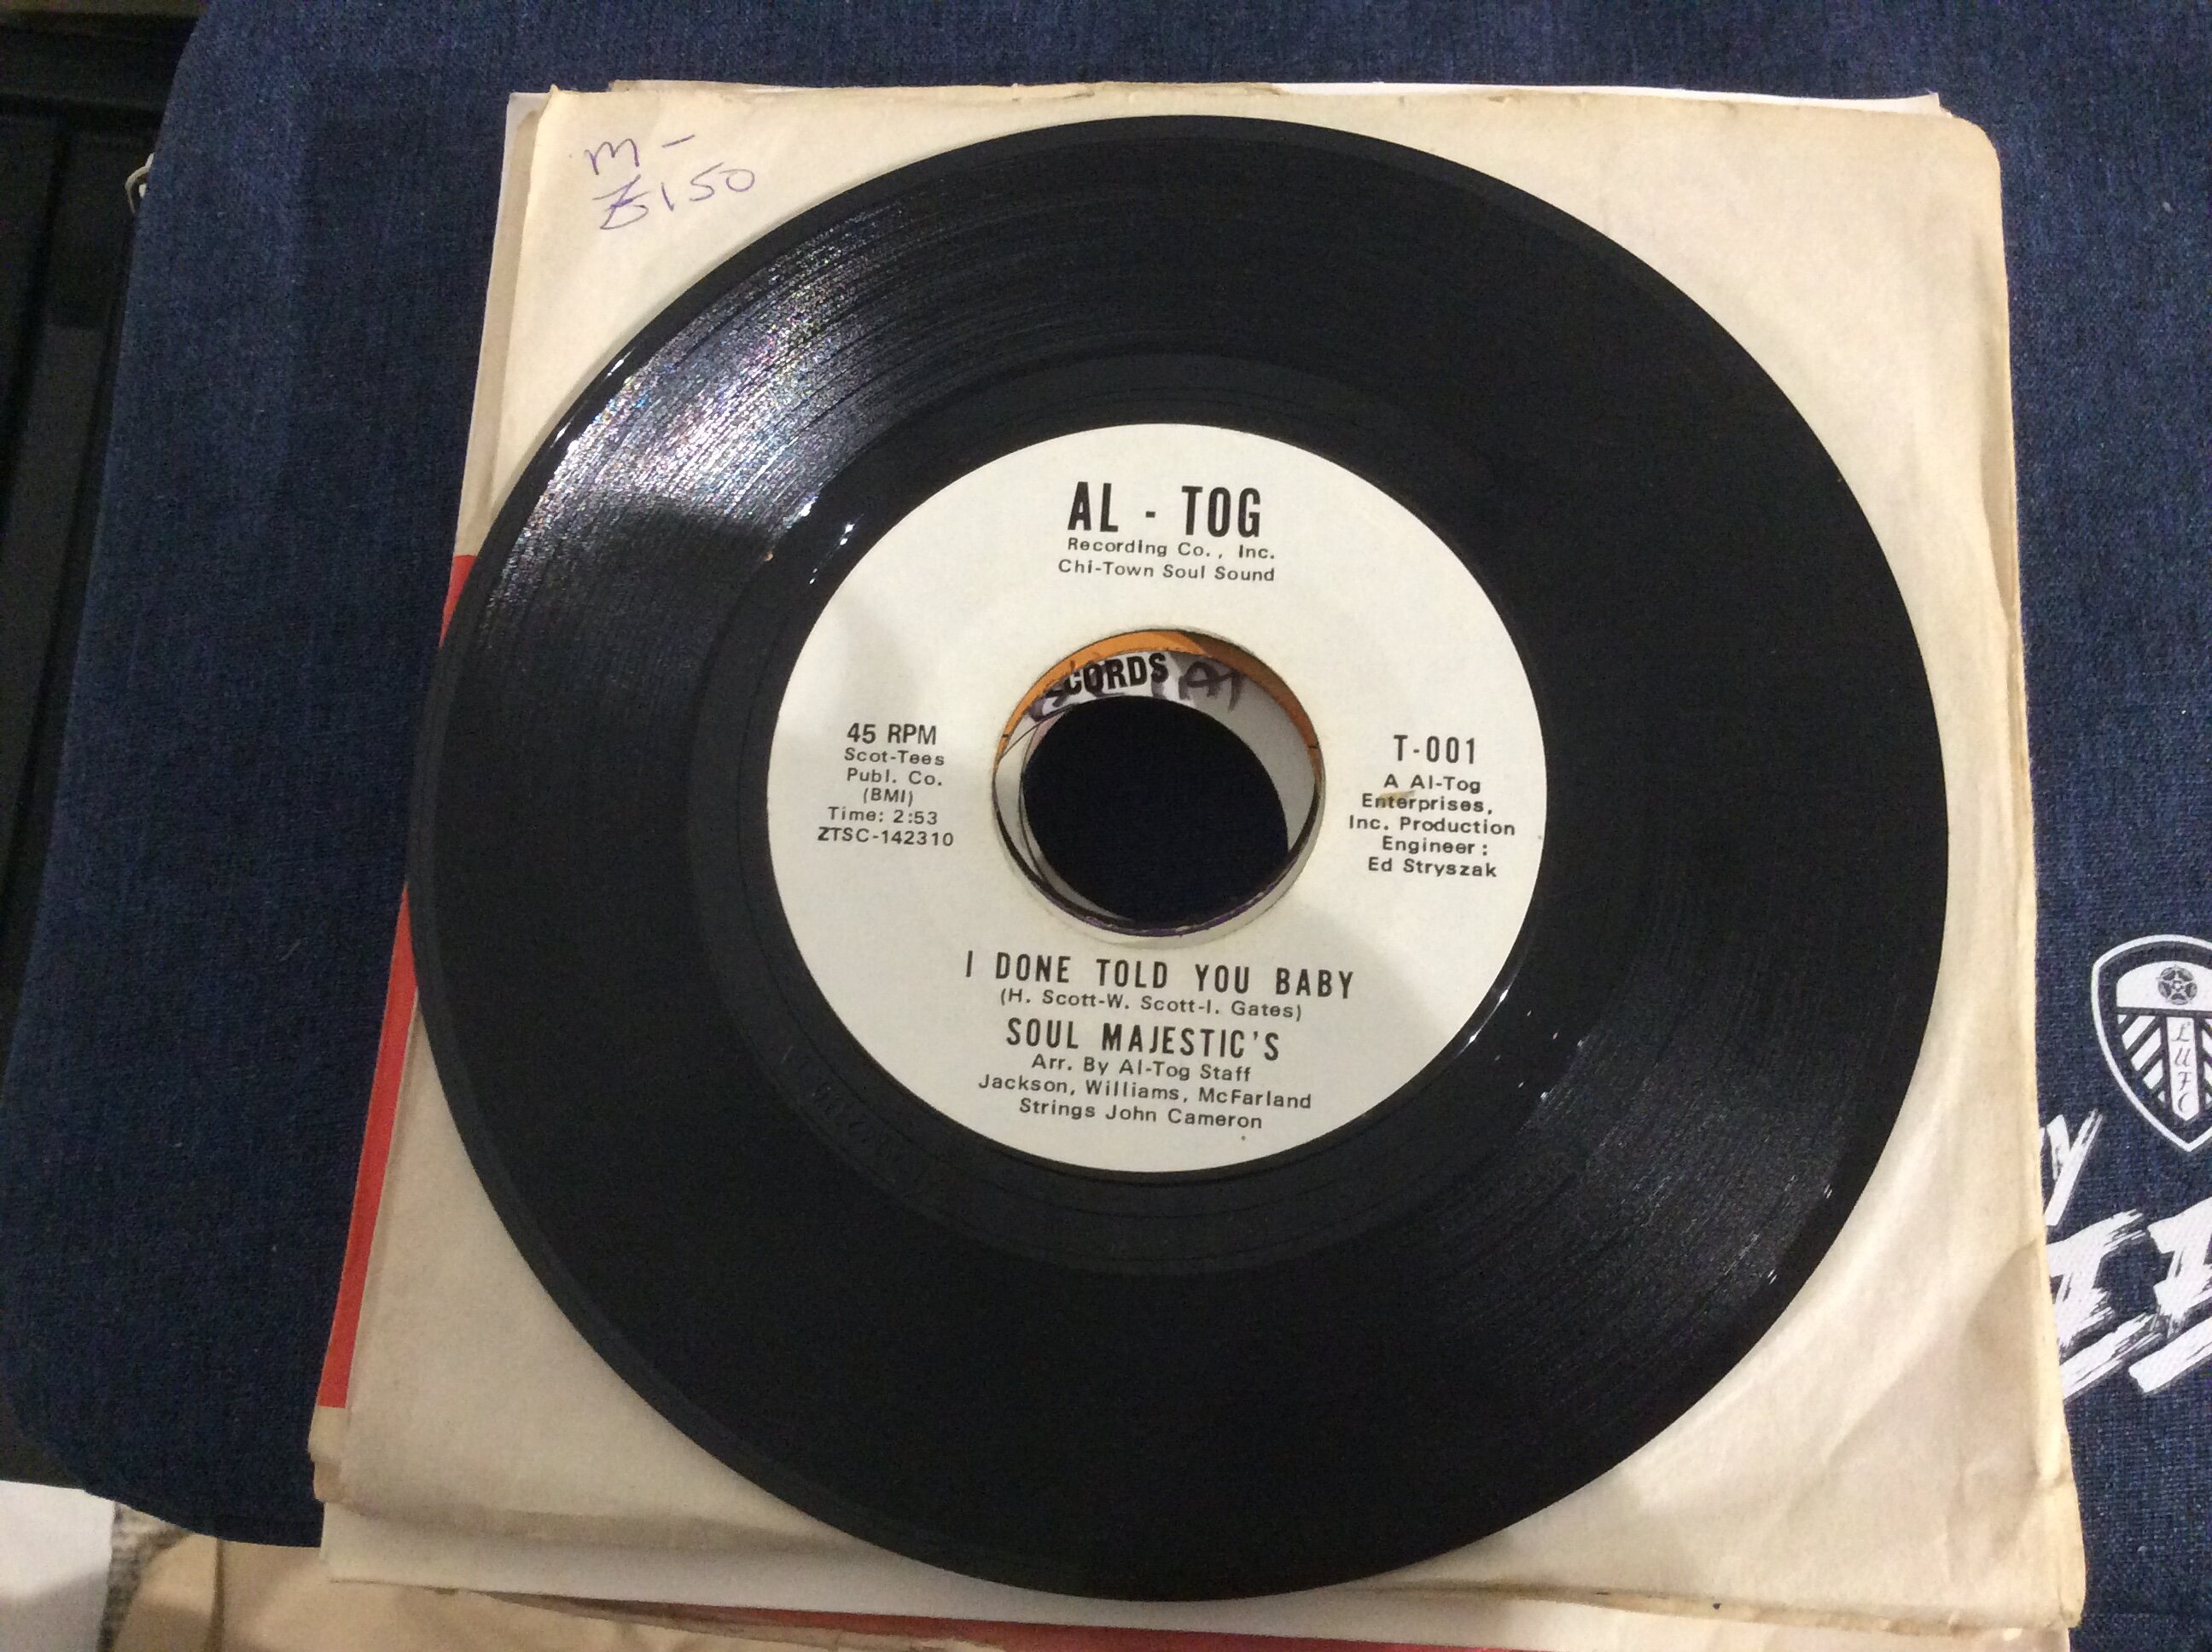 M-
£150
AL - TOG
Recording Co., Inc.
Chi-Town Soul Sound
CORDS
45 RPM
Scot-Tees
Publ. Co.
(BMI)
Time: 2:53
ZTSC-142310
T-001
A Al-Tog
Enterprises,
Inc. Production
Engineer:
Ed Stryszak
I DONE TOLD YOU BABY
(H. Scott-W. Scott-I. Gates)
SOUL MAJESTIC'S
Arr. By Al-Tog Staff
Jackson, Williams, McFarland
Strings John Cameron
LUFC